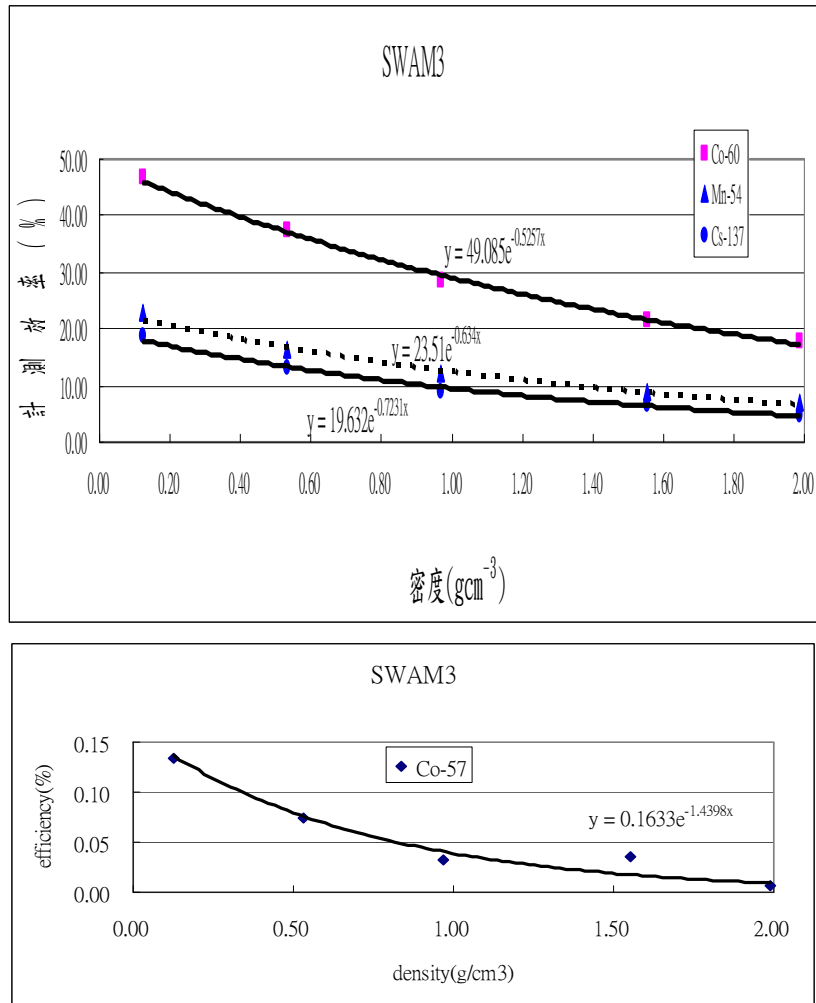 SWAM3
Co-60
Mn-54
Cs-137
50.00
40.00
30.00
20.00
10.00
0.00
計測效率(%)
y = 49.085e^-0.5257x
y = 23.51e^-0.634x
y = 19.632e^-0.7231x
0.00 0.20 0.40 0.60 0.80 1.00 1.20 1.40 1.60 1.80 2.00
密度(gcm^-3)
SWAM3
0.15
0.10
0.05
0.00
efficiency(%)
Co-57
y = 0.1633e^-1.4398x
0.00 0.50 1.00 1.50 2.00
density(g/cm3)